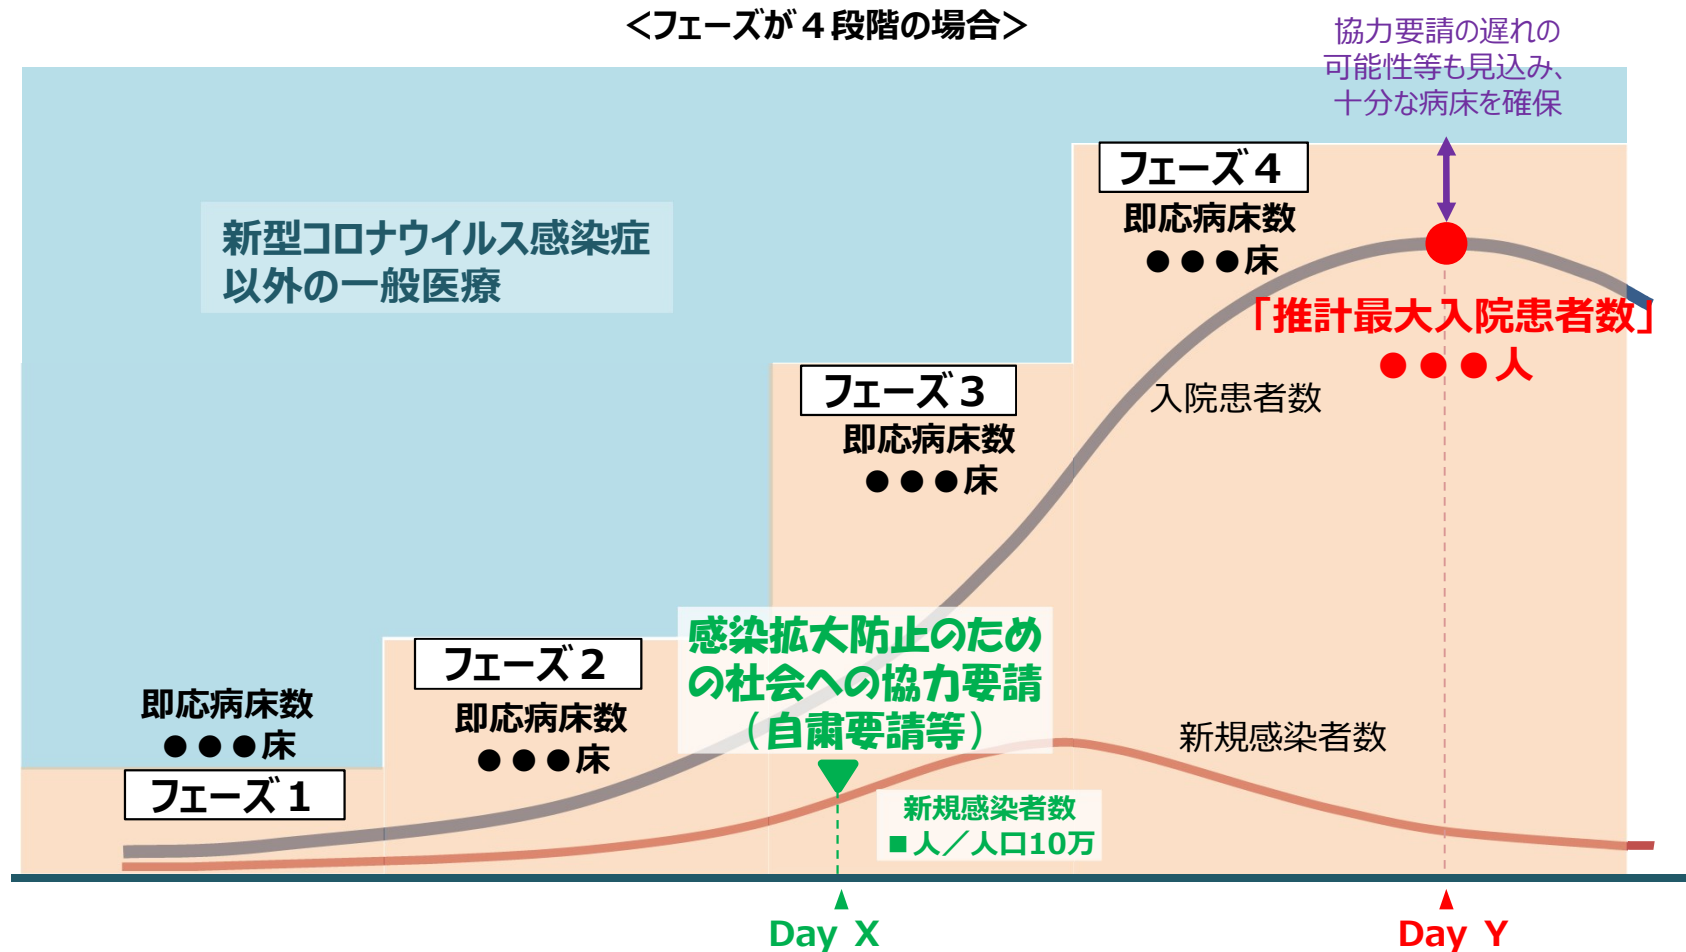 ＜フェーズが４段階の場合＞
協力要請の遅れの
可能性等も見込み、
十分な病床を確保
新型コロナウイルス感染症
以外の一般医療
フェーズ４
即応病床数
●●●床
「推計最大入院患者数」
●●●人
入院患者数
フェーズ３
即応病床数
●●●床
感染拡大防止のため
の社会への協力要請
（自粛要請等）
フェーズ２
即応病床数
●●●床
即応病床数
●●●床
フェーズ１
新規感染者数
新規感染者数
■人／人口10万
Day X
Day Y